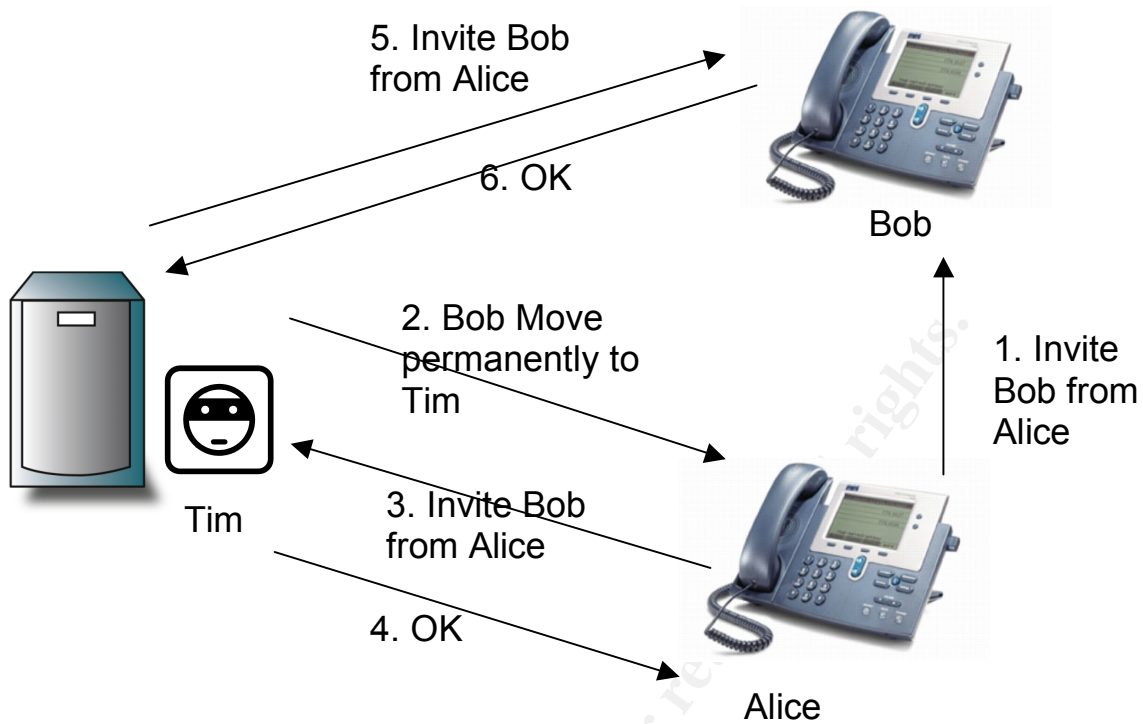 5. Invite Bob
from Alice
6. OK
Bob
2. Bob Move
permanently to
Tim
1. Invite
Bob from
Alice
Tim
3. Invite Bob
from Alice
4. OK
Alice
rights.